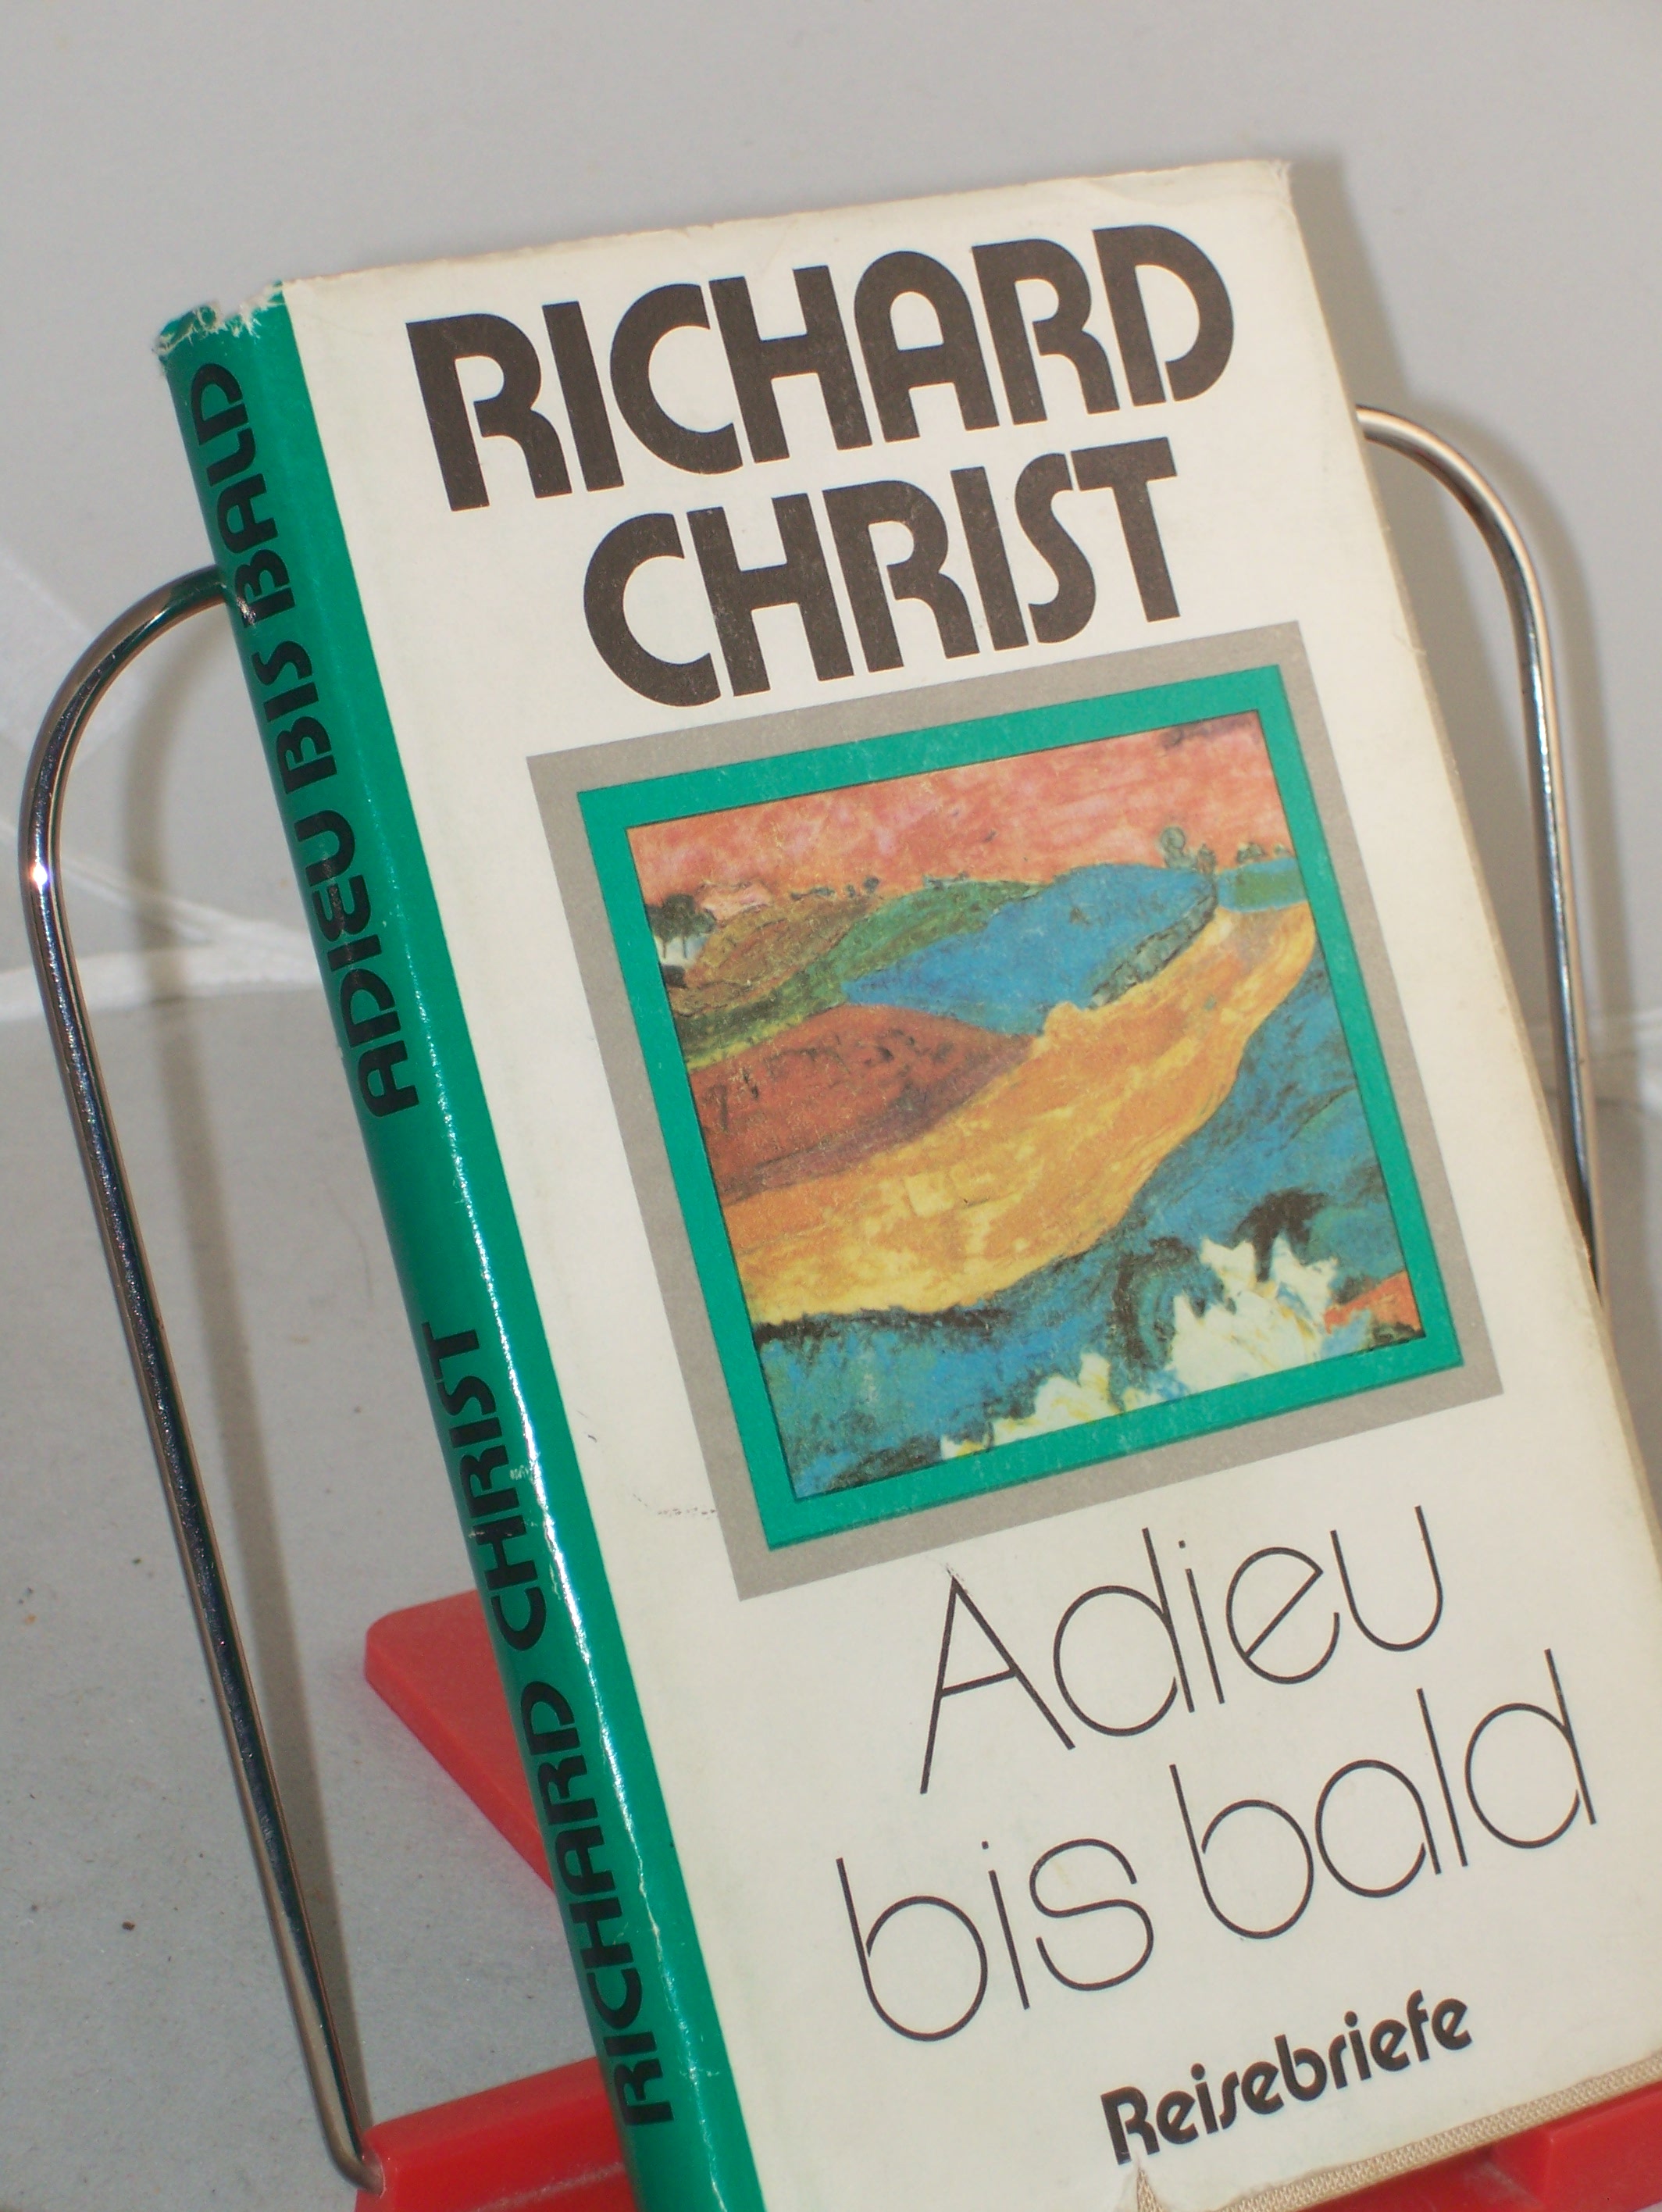 RICHARD
CHRIST
Adieu
bis bald
Reisebriefe
RICHARD CHRIST ADIEU BIS BALD